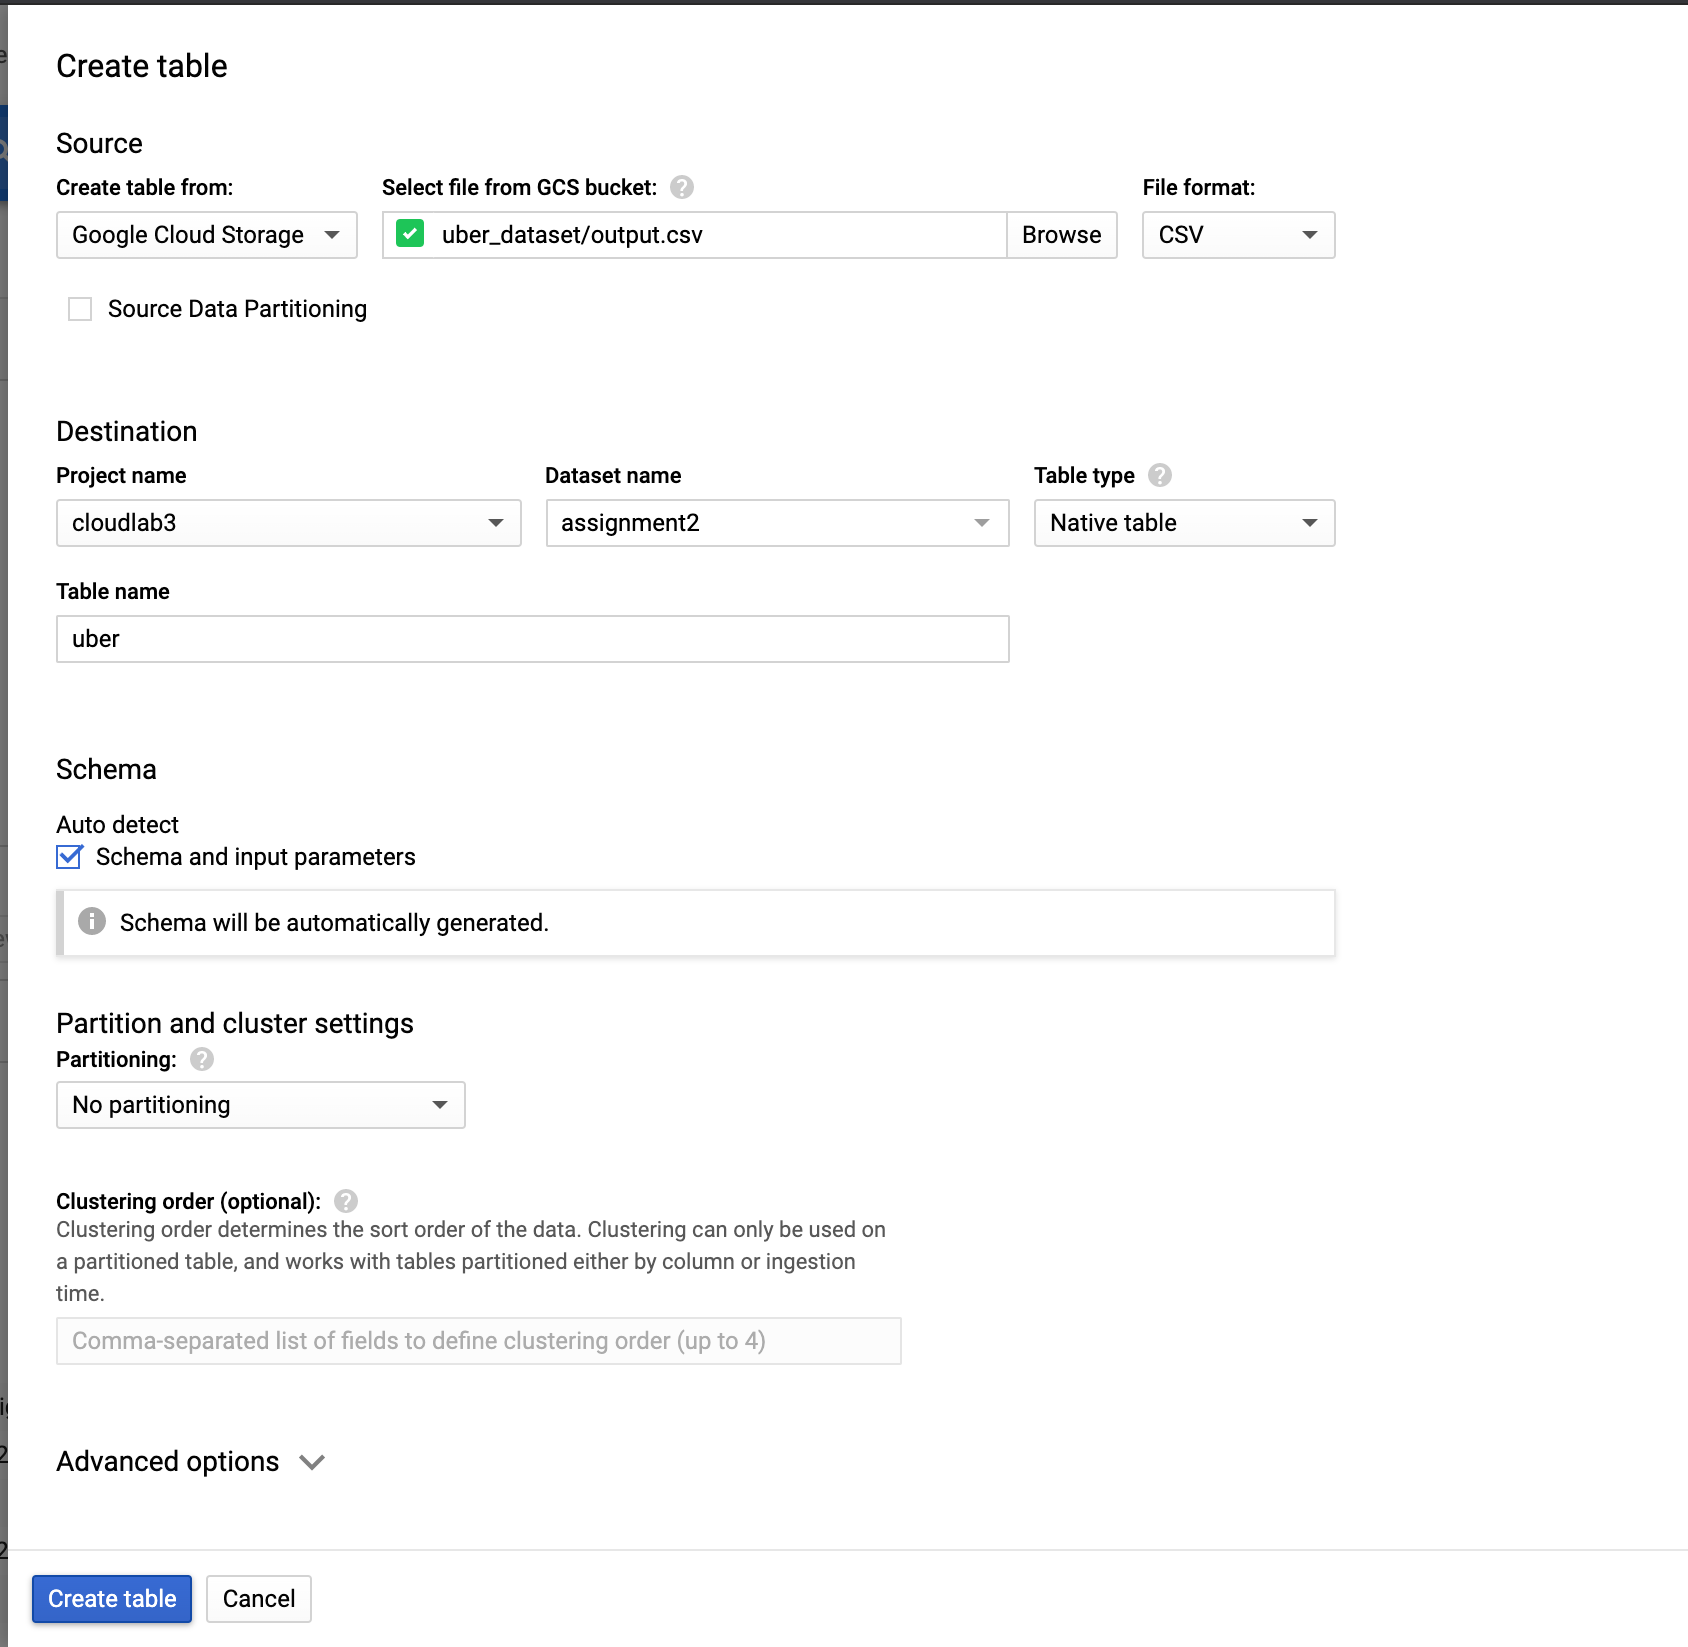 Create table
Source
Create table from:
Select file from GCS bucket:
File format:
Google Cloud Storage
uber_dataset/output.csv
Browse
CSV
Source Data Partitioning
Destination
Project name
Dataset name
Table type
cloudlab3
assignment2
Native table
Table name
uber
Schema
Auto detect
Schema and input parameters
Schema will be automatically generated.
Partition and cluster settings
Partitioning:
No partitioning
Clustering order (optional):
Clustering order determines the sort order of the data. Clustering can only be used on
a partitioned table, and works with tables partitioned either by column or ingestion
time.
Comma-separated list of fields to define clustering order (up to 4)
Advanced options
Create table
Cancel